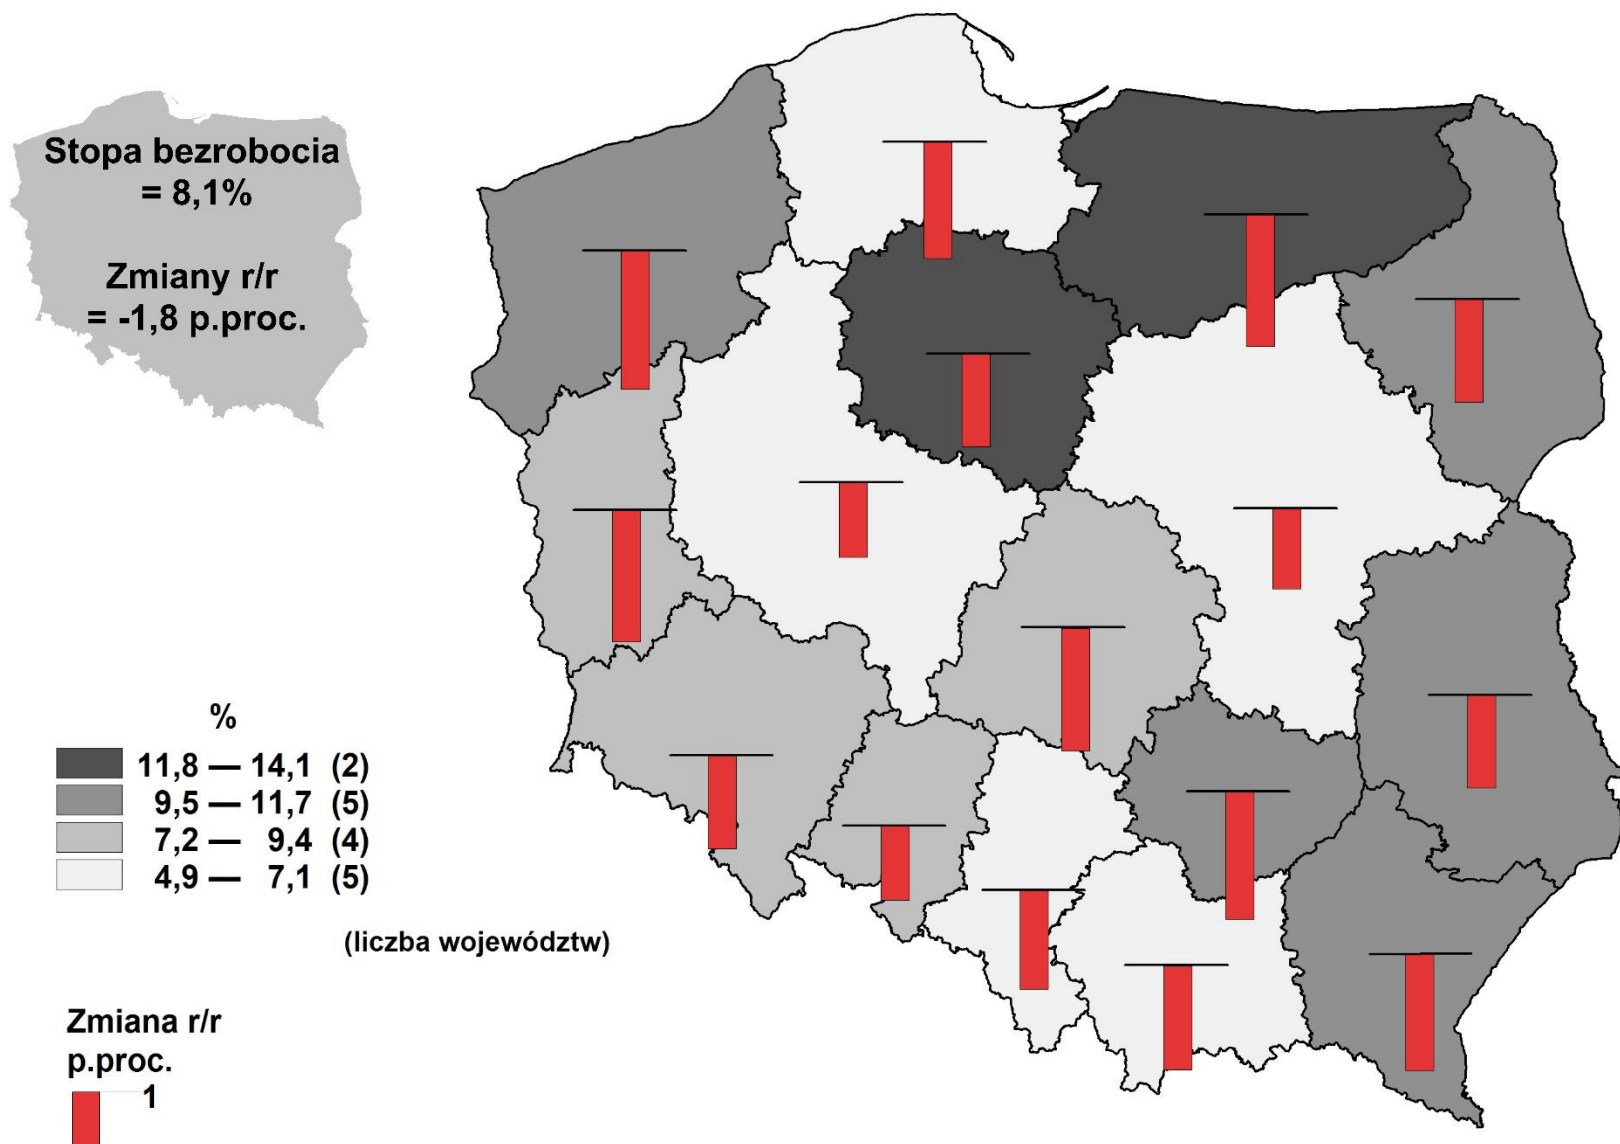 Stopa bezrobocia
= 8,1%
Zmiany r/r
= -1,8 p.proc.
%
11,8 — 14,1 (2)
9,5 — 11,7 (5)
7,2 — 9,4 (4)
4,9 — 7,1 (5)
(liczba województw)
Zmiana r/r
p.proc.
1